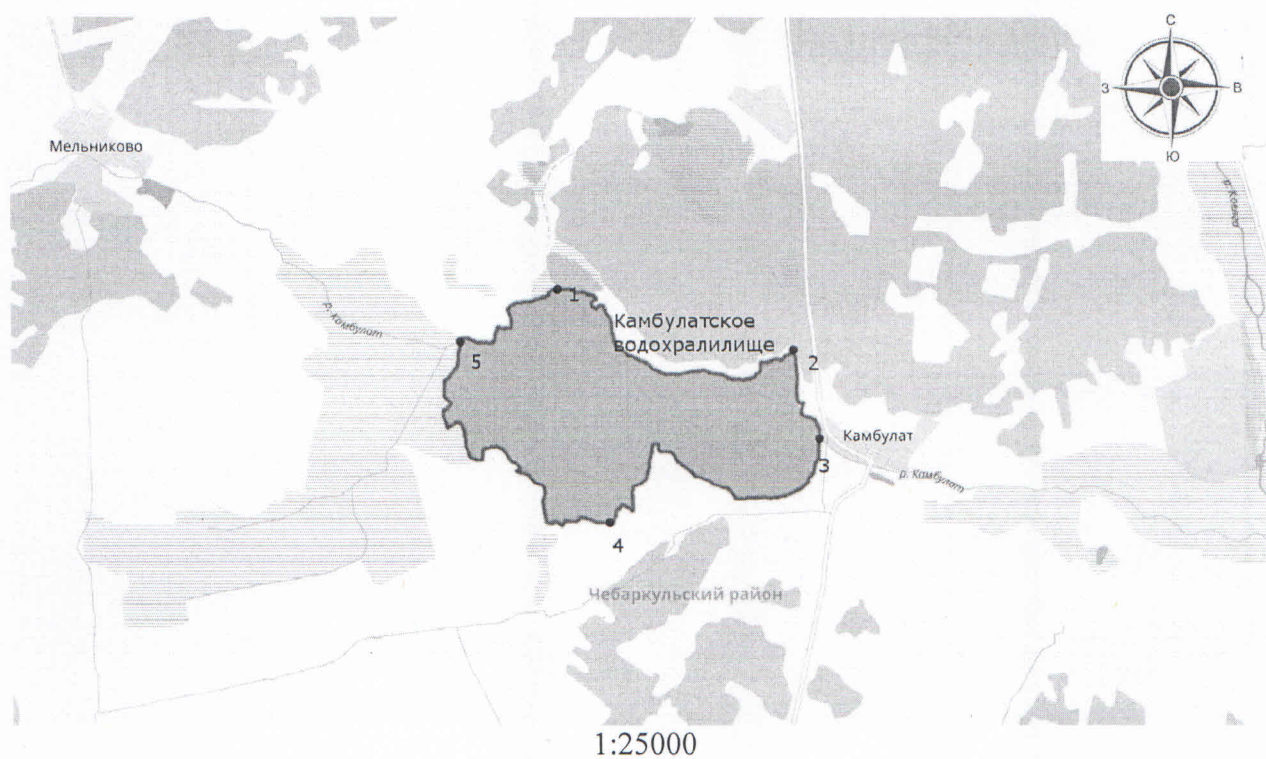 С
З
В
Ю
Мельниково
р. Камбулат
1
Камбулатское
водохралилище
5
2
Камбулат
3
р. Камбулат
4
Чебаркульский район
1:25000